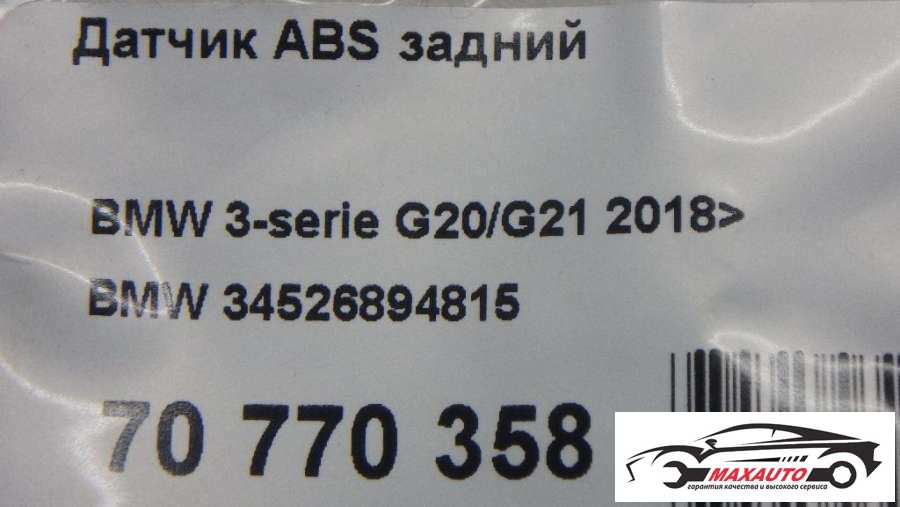 Датчик ABS задний
BMW 3-serie G20/G21 2018>
BMW 34526894815
70 770 358
MAXAUTO
гарантия качества и высокого сервиса